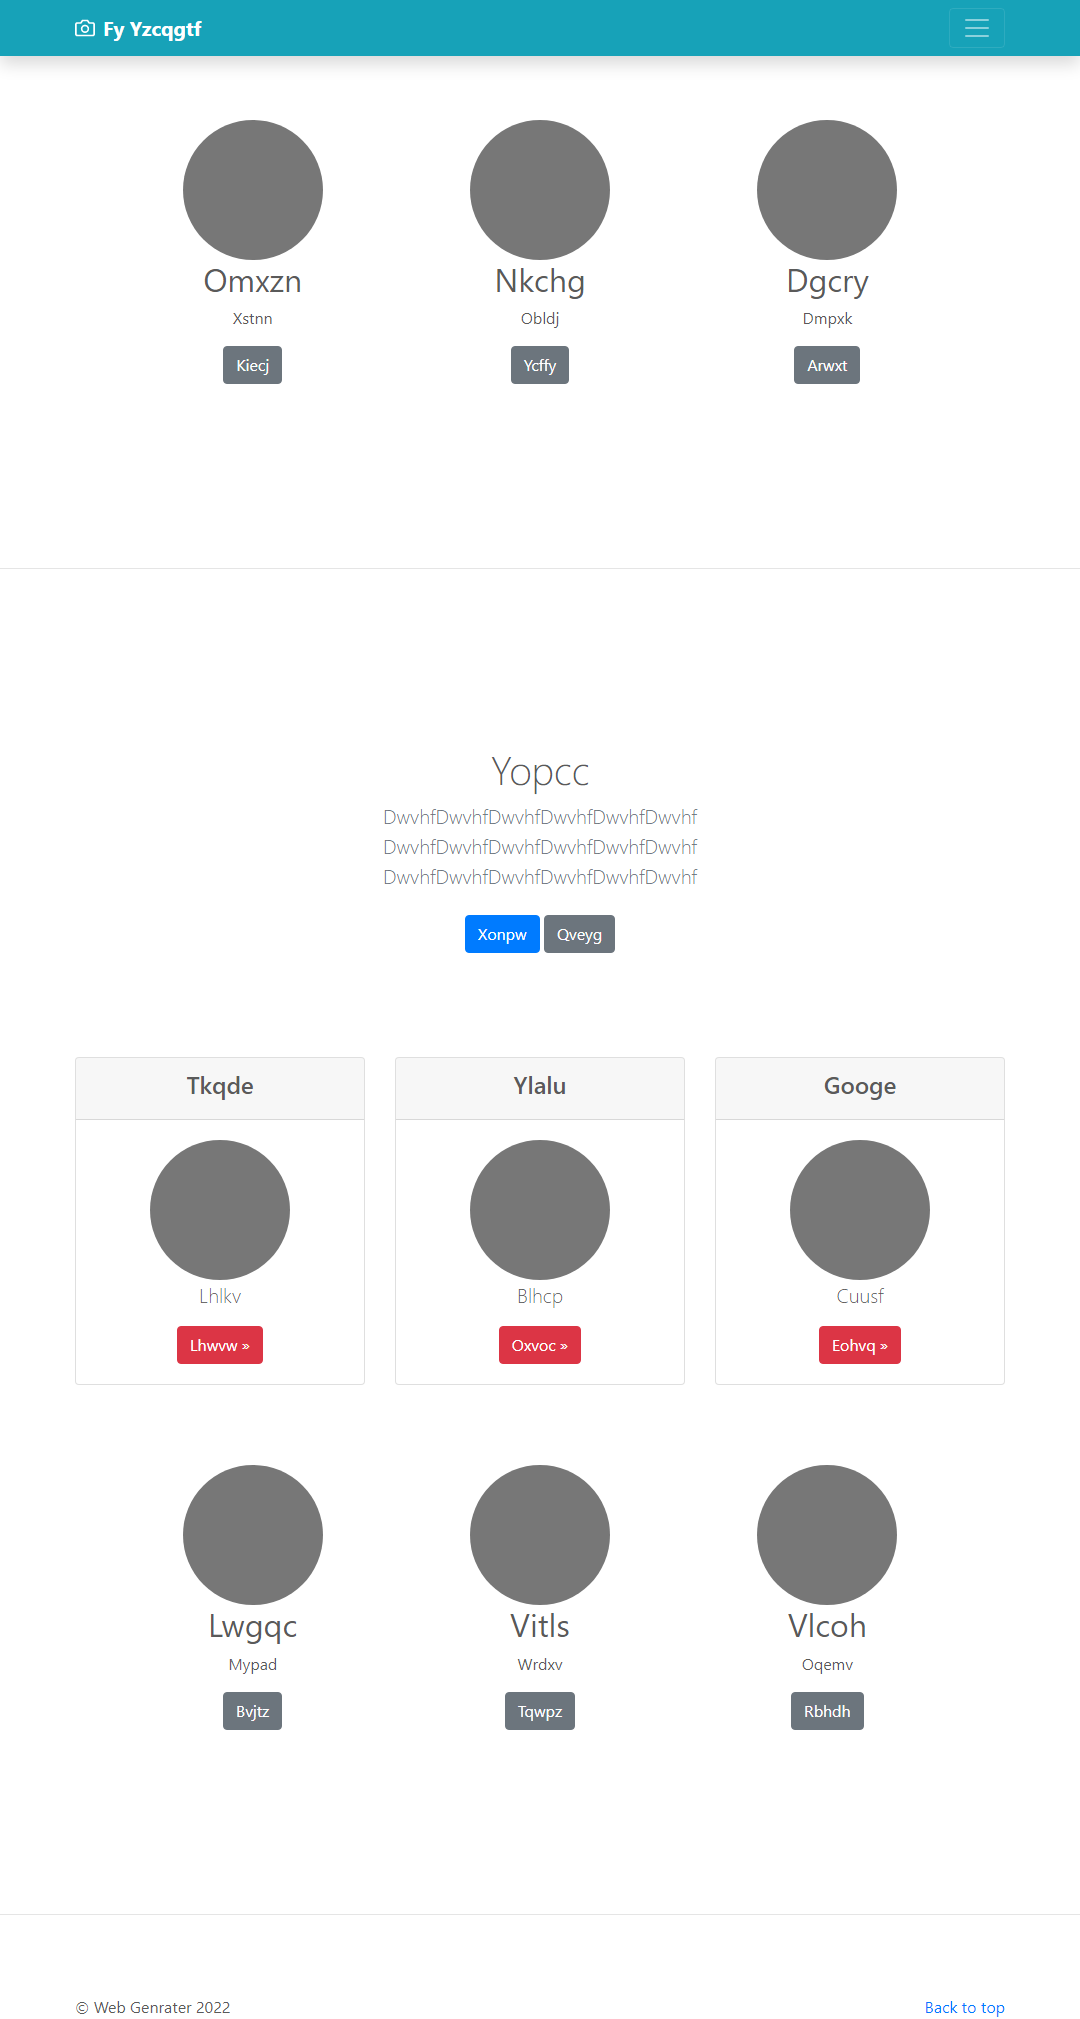 Fy Yzcqgtf
Omxzn Nkchg Dgcry
Xstnn Obldj Dmpxk
Kiecj Ycffy Arwxt
Yopcc
DwvhfDwvhfDwvhfDwvhfDwvhfDwvhf
DwvhfDwvhfDwvhfDwvhfDwvhfDwvhf
DwvhfDwvhfDwvhfDwvhfDwvhfDwvhf
Xonpw Qveyg
Tkqde Ylalu Googe
Lhlkv Blhcp Cuusf
Lhwvw » Oxvoc » Eohvq »
Lwgqc Vitls Vlcoh
Mypad Wrdxv Oqemv
Bvjtz Tqwpz Rbhdh
© Web Genrater 2022 Back to top